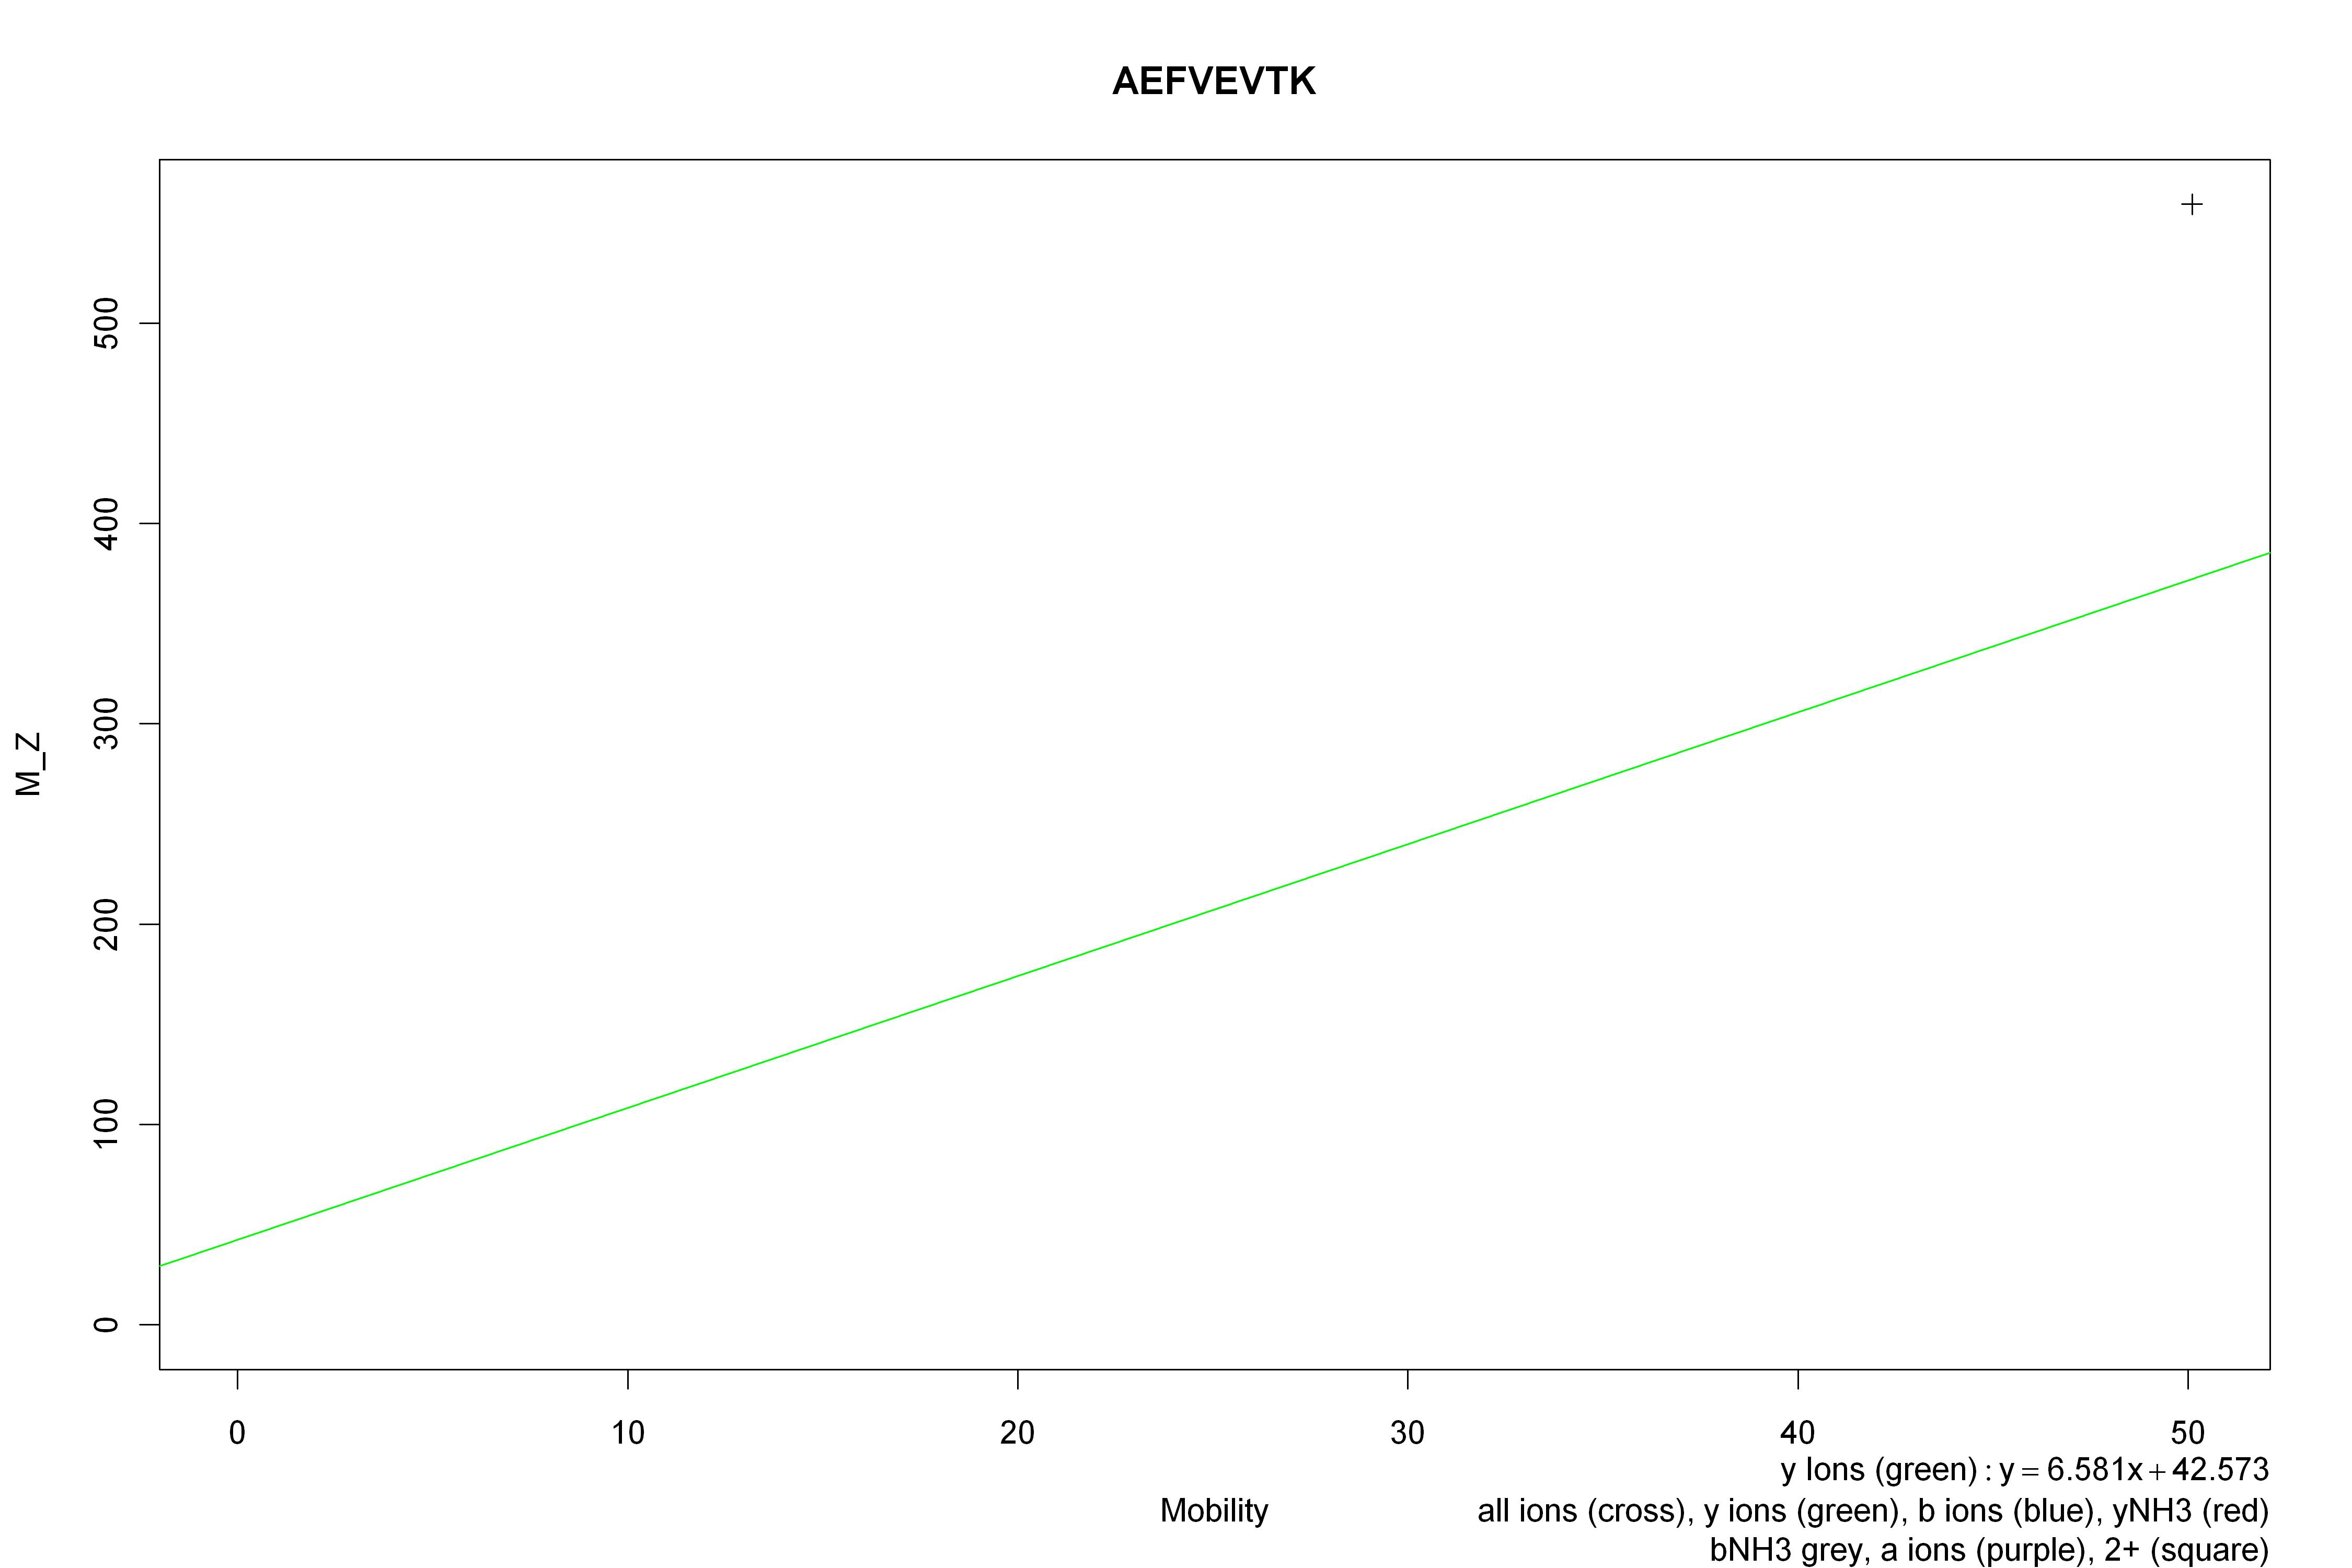 AEFVEVTK
500
400
300
200
100
0
M_Z
0 10 20 30 40 50
y Ions (green) : y = 6.581x + 42.573
Mobility
all ions (cross), y ions (green), b ions (blue), yNH3 (red)
bNH3 grey, a ions (purple), 2+ (square)